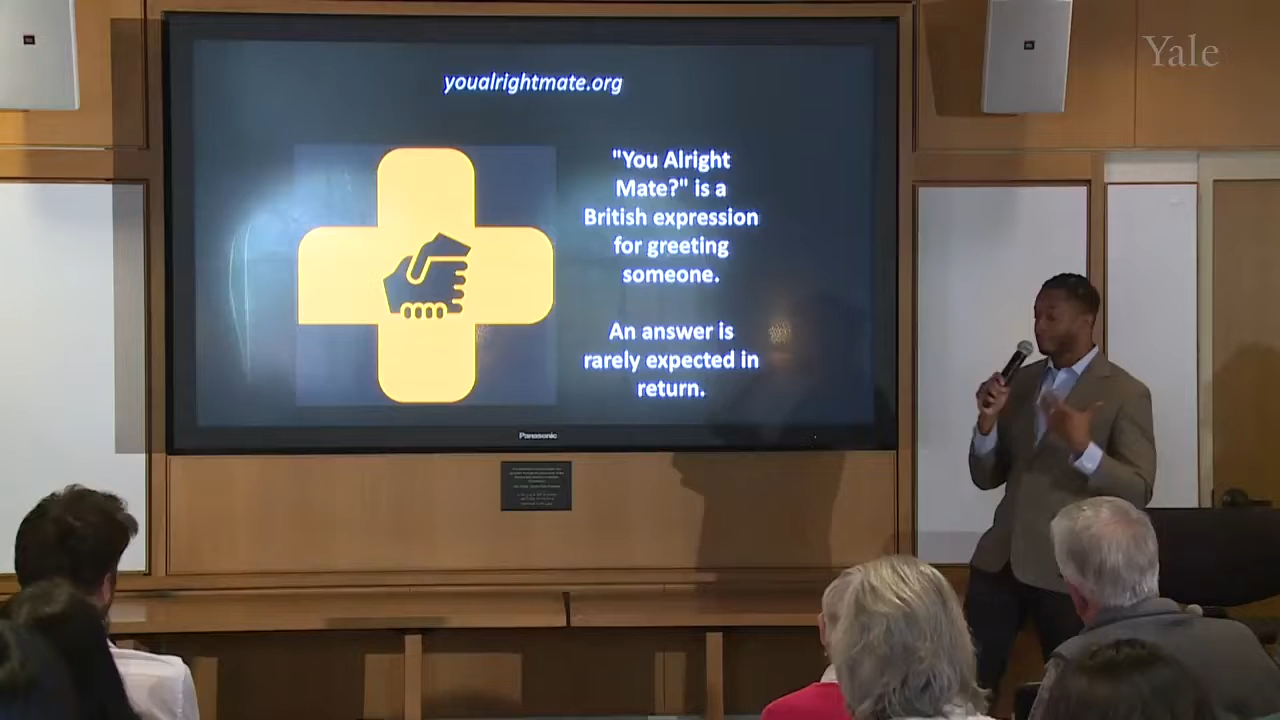 Yale
youalrightmate.org
"You Alright
Mate?" is a
British expression
for greeting
someone.
An answer is
rarely expected in
return.
Panasonic